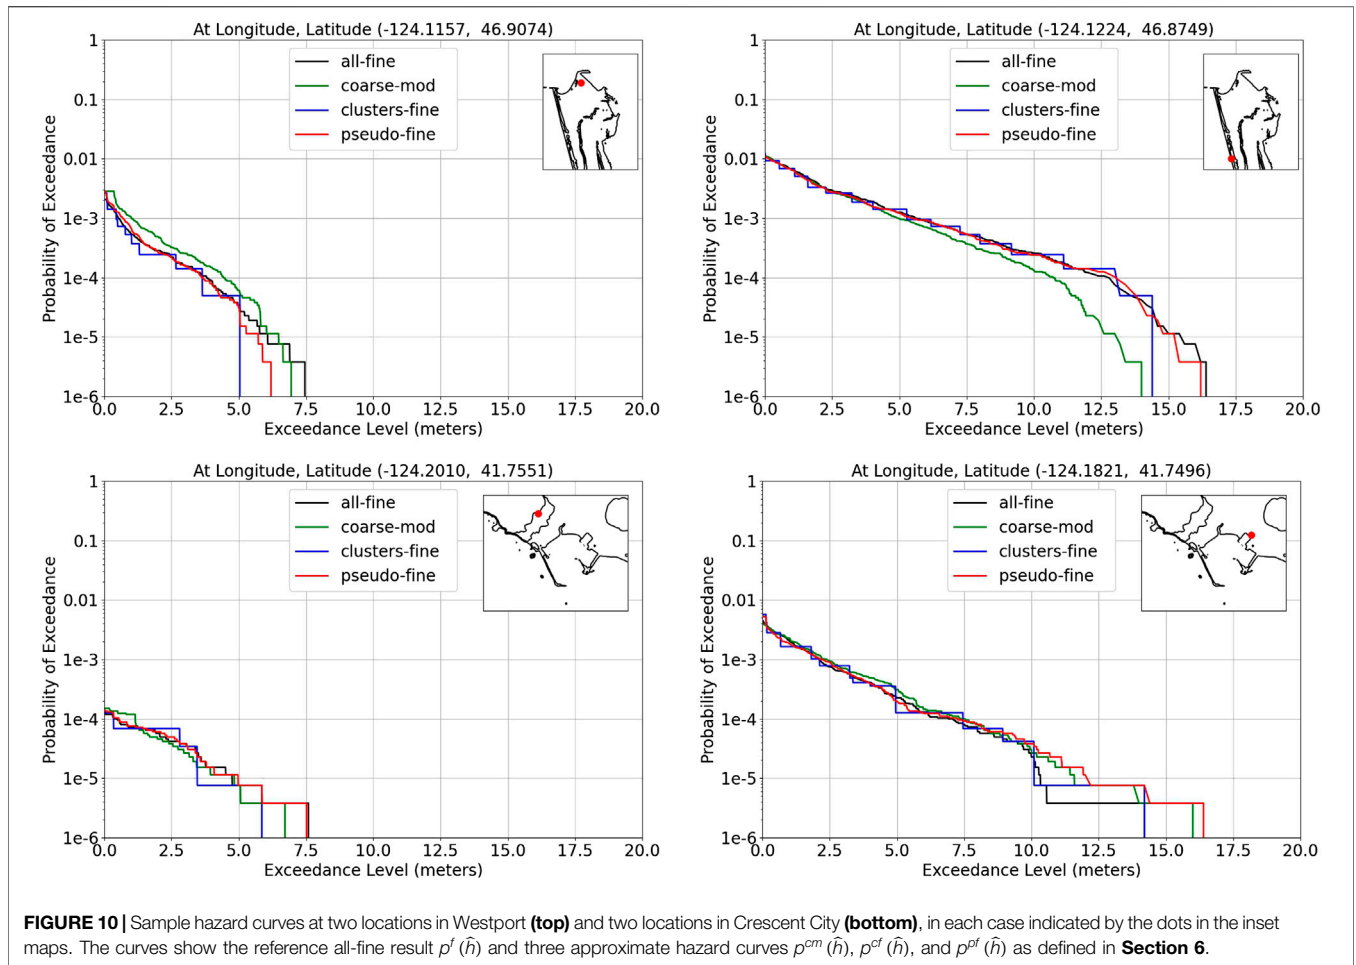 At Longitude, Latitude (-124.1157, 46.9074)
1
0.1
0.01
1e-3
1e-4
1e-5
1e-6
Probability of Exceedance
all-fine
coarse-mod
clusters-fine
pseudo-fine
0.0 2.5 5.0 7.5 10.0 12.5 15.0 17.5 20.0
Exceedance Level (meters)
At Longitude, Latitude (-124.1224, 46.8749)
1
0.1
0.01
1e-3
1e-4
1e-5
1e-6
Probability of Exceedance
all-fine
coarse-mod
clusters-fine
pseudo-fine
0.0 2.5 5.0 7.5 10.0 12.5 15.0 17.5 20.0
Exceedance Level (meters)
At Longitude, Latitude (-124.2010, 41.7551)
1
0.1
0.01
1e-3
1e-4
1e-5
1e-6
Probability of Exceedance
all-fine
coarse-mod
clusters-fine
pseudo-fine
0.0 2.5 5.0 7.5 10.0 12.5 15.0 17.5 20.0
Exceedance Level (meters)
At Longitude, Latitude (-124.1821, 41.7496)
1
0.1
0.01
1e-3
1e-4
1e-5
1e-6
Probability of Exceedance
all-fine
coarse-mod
clusters-fine
pseudo-fine
0.0 2.5 5.0 7.5 10.0 12.5 15.0 17.5 20.0
Exceedance Level (meters)
FIGURE 10 | Sample hazard curves at two locations in Westport (top) and two locations in Crescent City (bottom), in each case indicated by the dots in the inset
maps. The curves show the reference all-fine result p^f (ĥ) and three approximate hazard curves p^cm (ĥ), p^cf (ĥ), and p^pf (ĥ) as defined in Section 6.